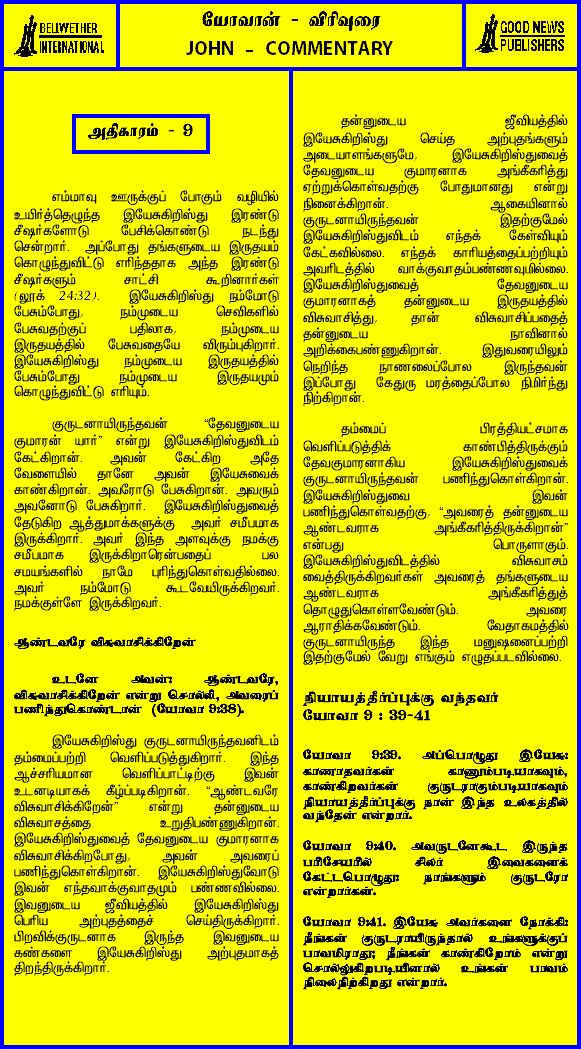 BELWETHER
INTERNATIONAL
யோவான் - விரிவுரை
JOHN - COMMENTARY
GOOD NEWS
PUBLISHERS
அதிகாரம் - 9
எம்மாவு ஊருக்குப் போகும் வழியில்
உயிர்த்தெழுந்த இயேசுகிறிஸ்து இரண்டு
சீஷர்களோடு பேசிக்கொண்டு நடந்து
சென்றார். அப்போது தங்களுடைய இருதயம்
கொழுந்துவிட்டு எரிந்ததாக அந்த இரண்டு
சீஷர்களும் சாட்சி கூறினார்கள்
(லூக் 24:32). இயேசுகிறிஸ்து நம்மோடு
பேசும்போது, நம்முடைய செவிகளில்
பேசுவதற்குப் பதிலாக, நம்முடைய
இருதயத்தில் பேசுவதையே விரும்புகிறார்.
இயேசுகிறிஸ்து நம்முடைய இருதயத்தில்
பேசும்போது நம்முடைய இருதயமும்
கொழுந்துவிட்டு எரியும்.
குருடனாயிருந்தவன் “தேவனுடைய
குமாரன் யார்” என்று இயேசுகிறிஸ்துவிடம்
கேட்கிறான். அவன் கேட்கிற அதே
வேளையில் தானே அவன் இயேசுவைக்
காண்கிறான். அவரோடு பேசுகிறான். அவரும்
அவனோடு பேசுகிறார். இயேசுகிறிஸ்துவைத்
தேடுகிற ஆத்துமாக்களுக்கு அவர் சமீபமாக
இருக்கிறார். அவர் இந்த அளவுக்கு நமக்கு
சமீபமாக இருக்கிறாரென்பதைப் பல
சமயங்களில் நாமே புரிந்துகொள்வதில்லை.
அவர் நம்மோடு கூடவேயிருக்கிறவர்.
நமக்குள்ளே இருக்கிறவர்.
ஆண்டவரே விசுவாசிக்கிறேன்
உடனே அவன்: ஆண்டவரே,
விசுவாசிக்கிறேன் என்று சொல்லி, அவரைப்
பணிந்துகொண்டான் (யோவா 9:38).
இயேசுகிறிஸ்து குருடனாயிருந்தவனிடம்
தம்மைப்பற்றி வெளிப்படுத்துகிறார். இந்த
ஆச்சரியமான வெளிப்பாட்டிற்கு இவன்
உடனடியாகக் கீழ்ப்படிகிறான். “ஆண்டவரே
விசுவாசிக்கிறேன்” என்று தன்னுடைய
விசுவாசத்தை உறுதிபண்ணுகிறான்.
இயேசுகிறிஸ்துவைத் தேவனுடைய குமாரனாக
விசுவாசிக்கிறபோது, அவன் அவரைப்
பணிந்துகொள்கிறான். இயேசுகிறிஸ்துவோடு
இவன் எந்தவாக்குவாதமும் பண்ணவில்லை.
இவனுடைய ஜீவியத்தில் இயேசுகிறிஸ்து
பெரிய அற்புதத்தைச் செய்திருக்கிறார்.
பிறவிக்குருடனாக இருந்த இவனுடைய
கண்களை இயேசுகிறிஸ்து அற்புதமாகத்
திறந்திருக்கிறார்.
தன்னுடைய ஜீவியத்தில்
இயேசுகிறிஸ்து செய்த அற்புதங்களும்
அடையாளங்களுமே, இயேசுகிறிஸ்துவைத்
தேவனுடைய குமாரனாக அங்கீகரித்து
ஏற்றுக்கொள்வதற்கு போதுமானது என்று
நினைக்கிறான். ஆகையினால்
குருடனாயிருந்தவன் இதற்குமேல்
இயேசுகிறிஸ்துவிடம் எந்தக் கேள்வியும்
கேட்கவில்லை. எந்தக் காரியத்தைப்பற்றியும்
அவரிடத்தில் வாக்குவாதம்பண்ணவுமில்லை.
இயேசுகிறிஸ்துவைத் தேவனுடைய
குமாரனாகத் தன்னுடைய இருதயத்தில்
விசுவாசித்து, தான் விசுவாசிப்பதைத்
தன்னுடைய நாவினால்
அறிக்கைபண்ணுகிறான். இதுவரையிலும்
நெறிந்த நாணலைப்போல இருந்தவன்
இப்போது கேதுரு மரத்தைப்போல நிமிர்ந்து
நிற்கிறான்.
தம்மைப் பிரத்தியட்சமாக
வெளிப்படுத்திக் காண்பித்திருக்கும்
தேவகுமாரனாகிய இயேசுகிறிஸ்துவைக்
குருடனாயிருந்தவன் பணிந்துகொள்கிறான்.
இயேசுகிறிஸ்துவை இவன்
பணிந்துகொள்வதற்கு, “அவரைத் தன்னுடைய
ஆண்டவராக அங்கீகரித்திருக்கிறான்”
என்பது பொருளாகும்.
இயேசுகிறிஸ்துவிடத்தில் விசுவாசம்
வைத்திருக்கிறவர்கள் அவரைத் தங்களுடைய
ஆண்டவராக அங்கீகரித்துத்
தொழுதுகொள்ளவேண்டும். அவரை
ஆராதிக்கவேண்டும். வேதாகமத்தில்
குருடனாயிருந்த இந்த மனுஷனைப்பற்றி
இதற்குமேல் வேறு எங்கும் எழுதப்படவில்லை.
நியாயத்தீர்ப்புக்கு வந்தவர்
யோவா 9 : 39-41
யோவா 9:39. அப்பொழுது இயேசு:
காணாதவர்கள் காணும்படியாகவும்,
காண்கிறவர்கள் குருடராகும்படியாகவும்
நியாயத்தீர்ப்புக்கு நான் இந்த உலகத்தில்
வந்தேன் என்றார்.
யோவா 9:40. அவருடனேகூட இருந்த
பரிசேயரில் சிலர் இவைகளைக்
கேட்டபொழுது: நாங்களும் குருடரோ
என்றார்கள்.
யோவா 9:41. இயேசு அவர்களை நோக்கி:
நீங்கள் குருடராயிருந்தால் உங்களுக்குப்
பாவமிராது; நீங்கள் காண்கிறோம் என்று
சொல்லுகிறபடியினால் உங்கள் பாவம்
நிலைநிற்கிறது என்றார்.